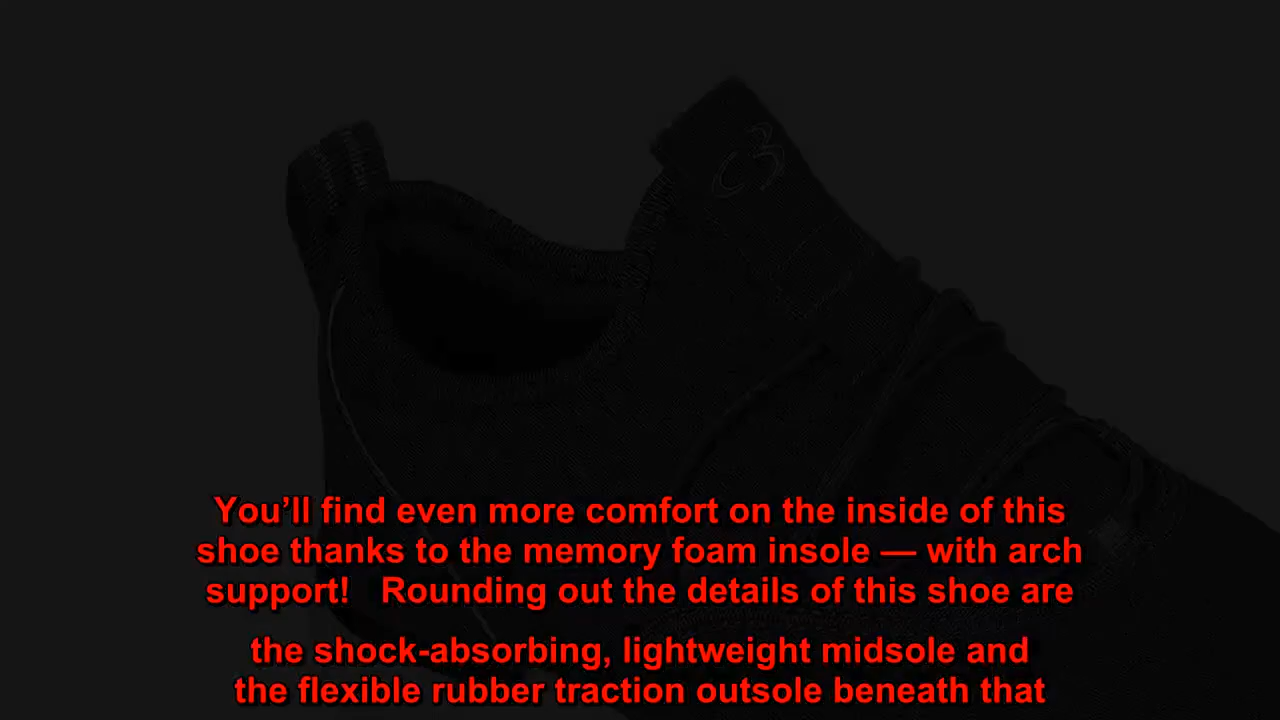 C3
You’ll find even more comfort on the inside of this
shoe thanks to the memory foam insole — with arch
support!   Rounding out the details of this shoe are
the shock-absorbing, lightweight midsole and
the flexible rubber traction outsole beneath that